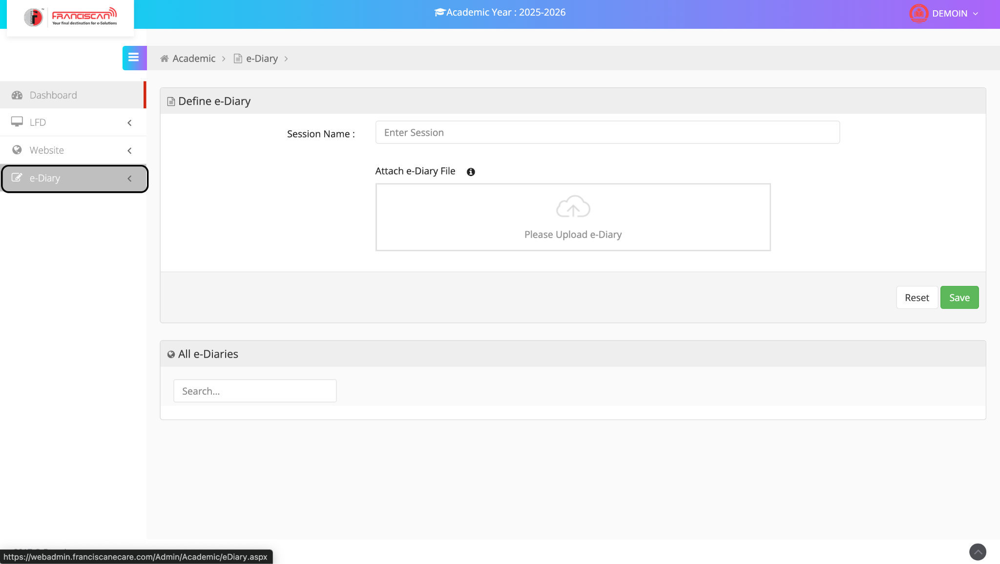 FRANCISCAN
Your final destination for e-Solutions
Academic Year : 2025-2026
DEMOIN
Academic
e-Diary
Dashboard
LFD
Website
e-Diary
Define e-Diary
Session Name :
Enter Session
Attach e-Diary File
Please Upload e-Diary
Reset
Save
All e-Diaries
Search...
https://webadmin.franciscanecare.com/Admin/Academic/eDiary.aspx